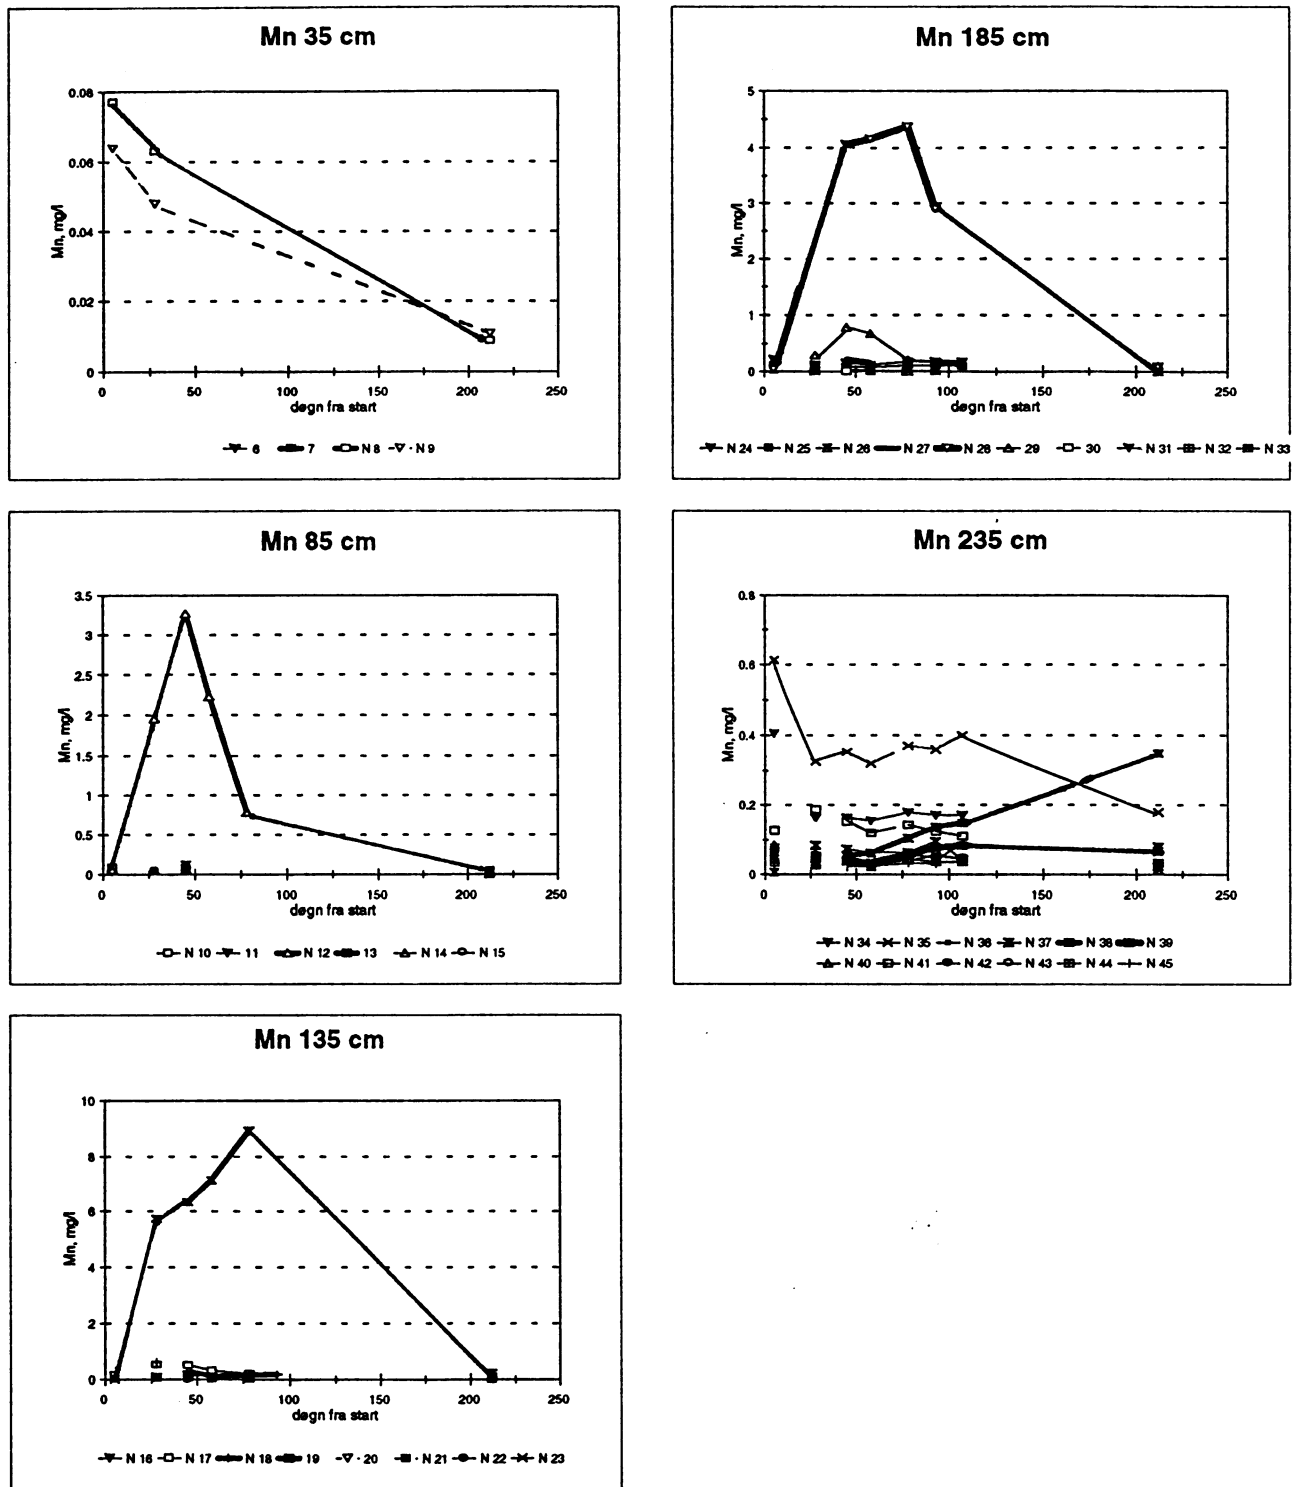 Mn 35 cm
0.08
0.06
0.04
0.02
0
Mn, mg/l
0 50 100 150 200 250
døgn fra start
6 7 N 8 N 9
Mn 185 cm
5
4
3
2
1
0
Mn, mg/l
0 50 100 150 200 250
døgn fra start
N 24 N 25 N 26 N 27 N 28 29 30 N 31 N 32 N 33
Mn 85 cm
3.5
3
2.5
2
1.5
1
0.5
0
Mn, mg/l
0 50 100 150 200 250
døgn fra start
N 10 11 N 12 13 N 14 N 15
Mn 235 cm
0.8
0.6
0.4
0.2
0
Mn, mg/l
0 50 100 150 200 250
døgn fra start
N 34 N 35 N 36 N 37 N 38 N 39
N 40 N 41 N 42 N 43 N 44 N 45
Mn 135 cm
10
8
6
4
2
0
Mn, mg/l
0 50 100 150 200 250
døgn fra start
N 16 N 17 N 18 19 20 N 21 N 22 N 23